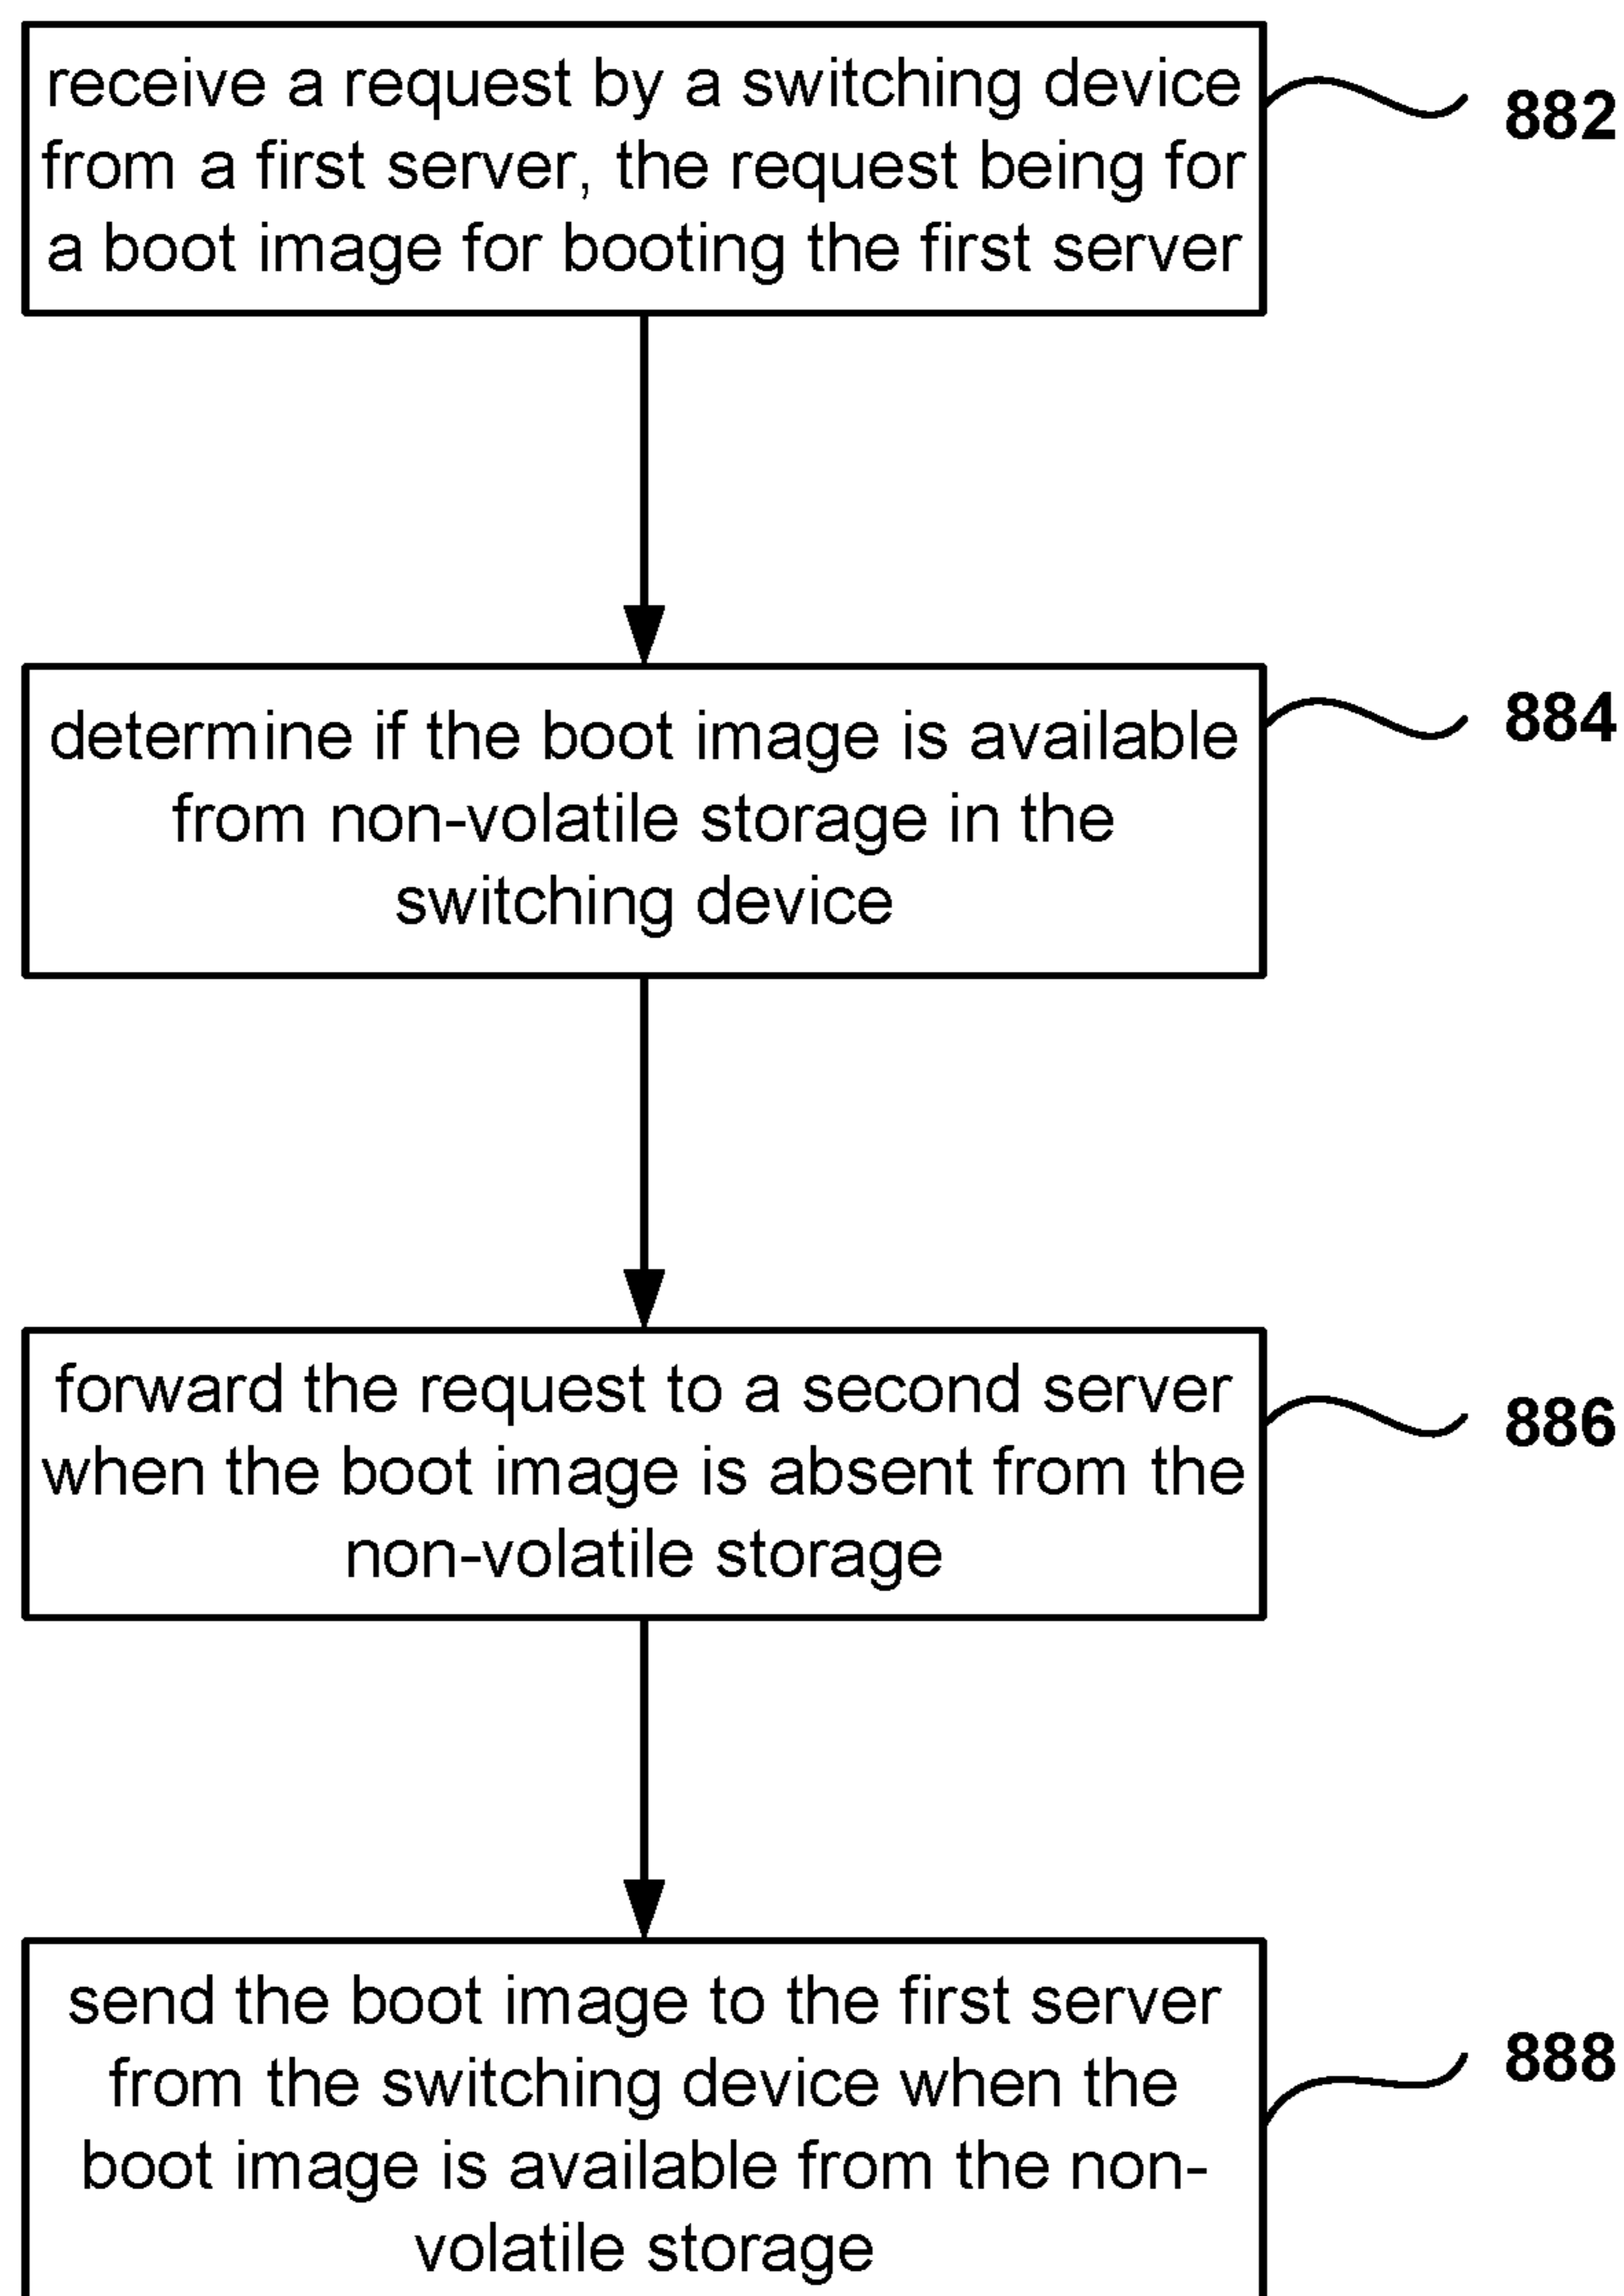 receive a request by a switching device
from a first server, the request being for
a boot image for booting the first server
882
determine if the boot image is available
from non-volatile storage in the
switching device
884
forward the request to a second server
when the boot image is absent from the
non-volatile storage
886
send the boot image to the first server
from the switching device when the
boot image is available from the non-
volatile storage
888